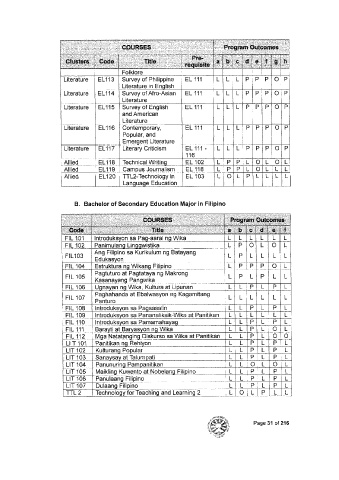 COURSES Program Outcomes
Clusters Code Title Pre-requisite a b c d e f g h
Folklore
Literature EL113 Survey of Philippine Literature in English EL 111 L L L P P P O P
Literature EL114 Survey of Afro-Asian Literature EL 111 L L L P P P O P
Literature EL115 Survey of English and American Literature EL 111 L L L P P P O P
Literature EL116 Contemporary, Popular, and Emergent Literature EL 111 L L L P P P O P
Literature EL117 Literary Criticism EL 111 - 116 L L L P P P O P
Allied EL118 Technical Writing EL 102 L P P L O L O L
Allied EL119 Campus Journalism EL 118 L P P L O L L L
Allied EL120 TTL2-Technology in Language Education EL 103 L O L P L L L L
B. Bachelor of Secondary Education Major in Filipino
COURSES Program Outcomes
Code Title a b c d e f
FIL 101 Introduksyon sa Pag-aaral ng Wika L L L L L L
FIL 102 Panimulang Linggwistika L P O L O L
FIL103 Ang Filipino sa Kurikulum ng Batayang Edukasyon L P L L L L
FIL 104 Estruktura ng Wikang Filipino L P P P O L
FIL 105 Pagtuturo at Pagtataya ng Makrong Kasanayang Pangwika L P L P L L
FIL 106 Ugnayan ng Wika, Kultura at Lipunan L L P L P L
FIL 107 Paghahanda at Ebalwasyon ng Kagamitang Panturo L L L L L L
FIL 108 Introduksyon sa Pagsasalin L L P L P L
FIL 109 Introduksyon sa Pananaliksik-Wika at Panitikan L L L L L L
FIL 110 Introduksyon sa Pamamahayag L L P L P L
FIL 111 Barayti at Baryasyon ng Wika L L P L O L
FIL 112 Mga Natatanging Diskurso sa Wika at Panitikan L L P L O O
LIT 101 Panitikan ng Rehiyon L L P L P L
LIT 102 Kulturang Popular L L P L P L
LIT 103 Sanaysay at Talumpati L L P L P L
LIT 104 Panunuring Pampanitikan L L O L O L
LIT 105 Maikling Kuwento at Nobelang Filipino L L P L P L
LIT 106 Panulaang Filipino L L P L P L
LIT 107 Dulaang Filipino L L P L P L
TTL 2 Technology for Teaching and Learning 2 L O L P L L
Page 31 of 216